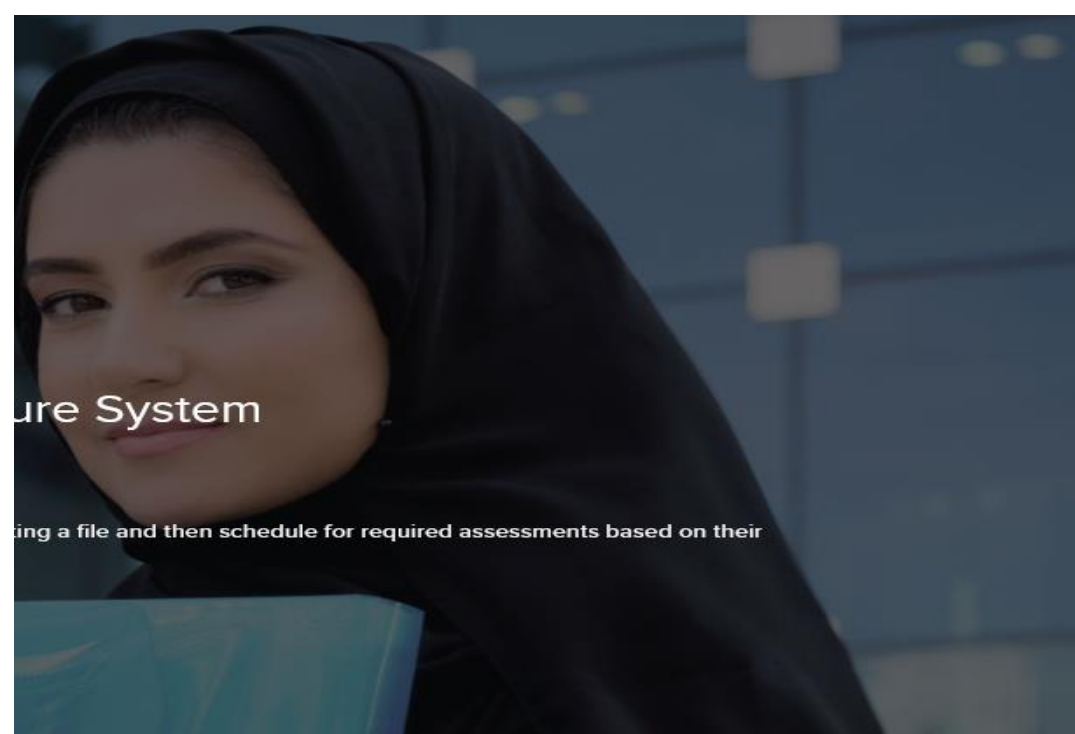 ure System
ting a file and then schedule for required assessments based on their